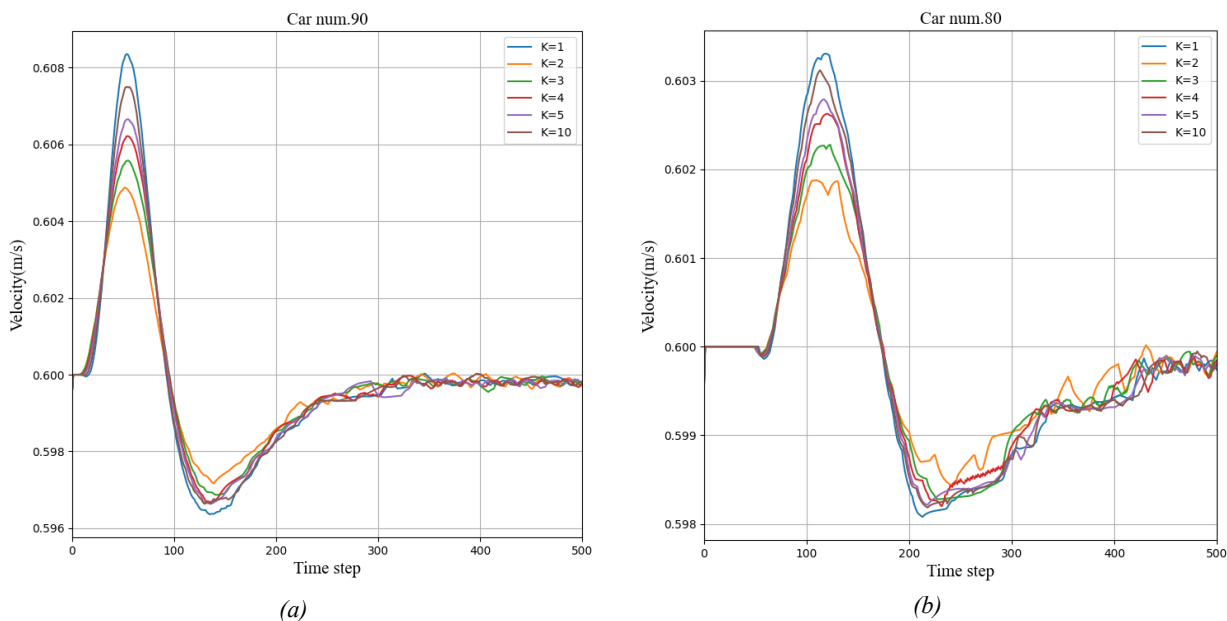 Car num.90
Velocity(m/s)
0.608
0.606
0.604
0.602
0.600
0.598
0.596
K=1
K=2
K=3
K=4
K=5
K=10
0
100
200
300
400
500
Time step
(a)
Car num.80
Velocity(m/s)
0.603
0.602
0.601
0.600
0.599
0.598
K=1
K=2
K=3
K=4
K=5
K=10
0
100
200
300
400
500
Time step
(b)